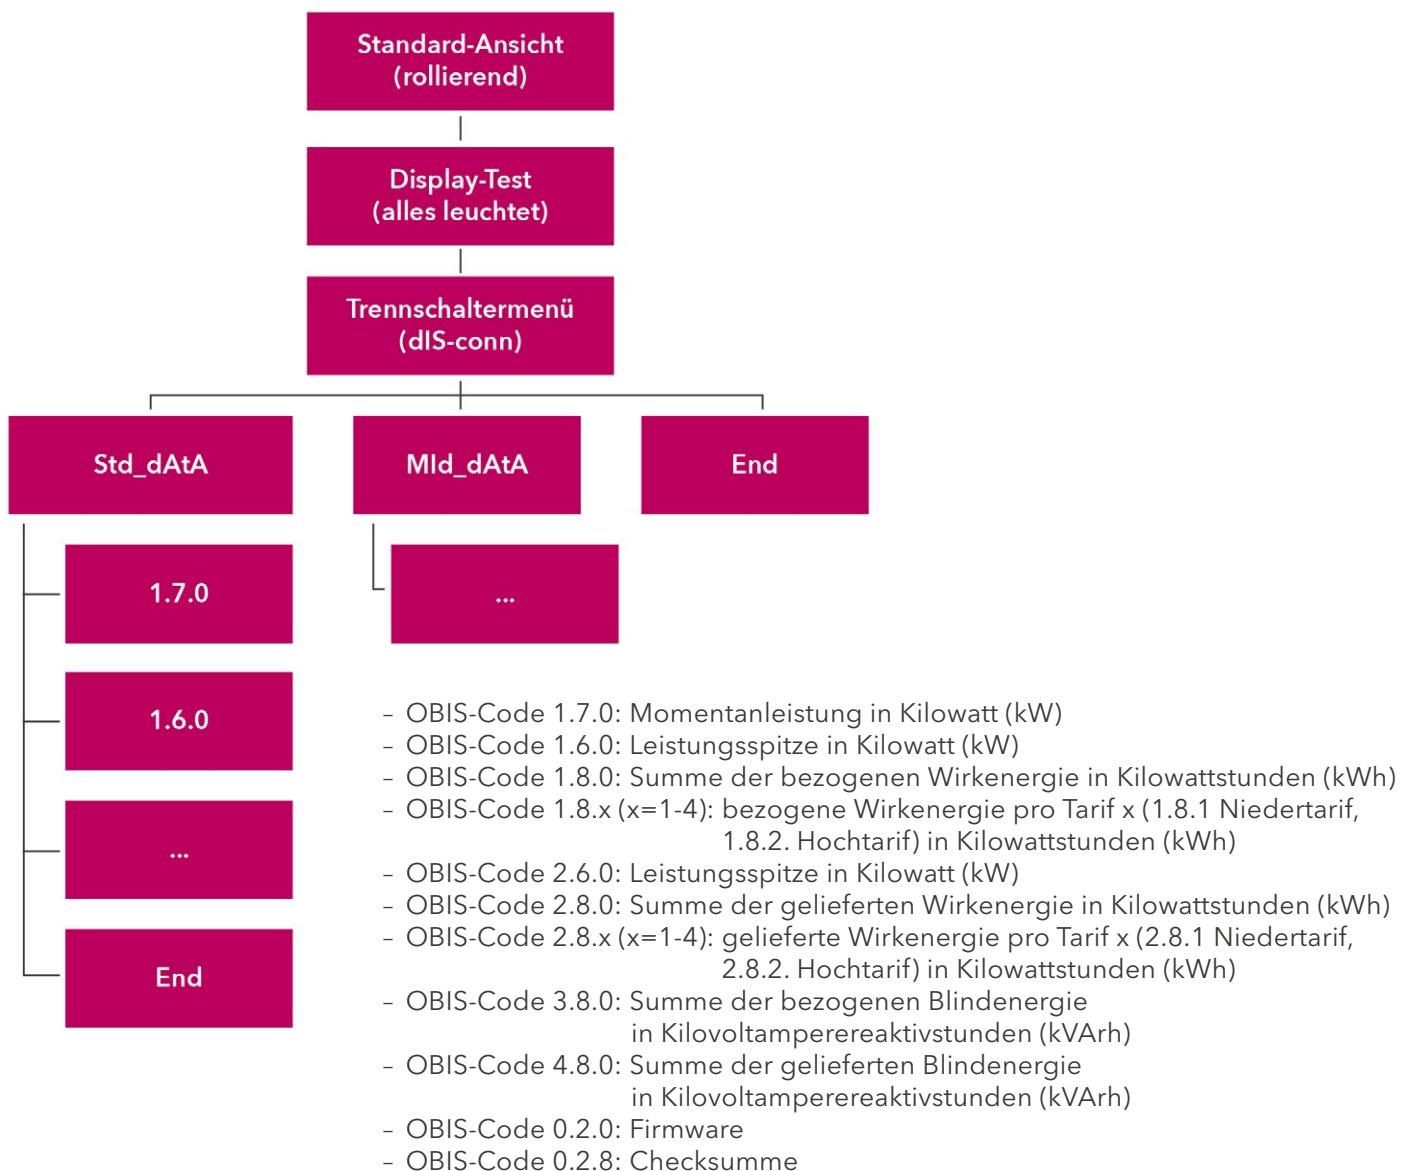 Standard-Ansicht
(rollierend)
Display-Test
(alles leuchtet)
Trennschaltermenü
(dIS-conn)
Std_dAtA
MId_dAtA
End
1.7.0
...
1.6.0
...
End
– OBIS-Code 1.7.0: Momentanleistung in Kilowatt (kW)
– OBIS-Code 1.6.0: Leistungsspitze in Kilowatt (kW)
– OBIS-Code 1.8.0: Summe der bezogenen Wirkenergie in Kilowattstunden (kWh)
– OBIS-Code 1.8.x (x=1-4): bezogene Wirkenergie pro Tarif x (1.8.1 Niedertarif,
1.8.2. Hochtarif) in Kilowattstunden (kWh)
– OBIS-Code 2.6.0: Leistungsspitze in Kilowatt (kW)
– OBIS-Code 2.8.0: Summe der gelieferten Wirkenergie in Kilowattstunden (kWh)
– OBIS-Code 2.8.x (x=1-4): gelieferte Wirkenergie pro Tarif x (2.8.1 Niedertarif,
2.8.2. Hochtarif) in Kilowattstunden (kWh)
– OBIS-Code 3.8.0: Summe der bezogenen Blindenergie
in Kilovoltamperereaktivstunden (kVArh)
– OBIS-Code 4.8.0: Summe der gelieferten Blindenergie
in Kilovoltamperereaktivstunden (kVArh)
– OBIS-Code 0.2.0: Firmware
– OBIS-Code 0.2.8: Checksumme